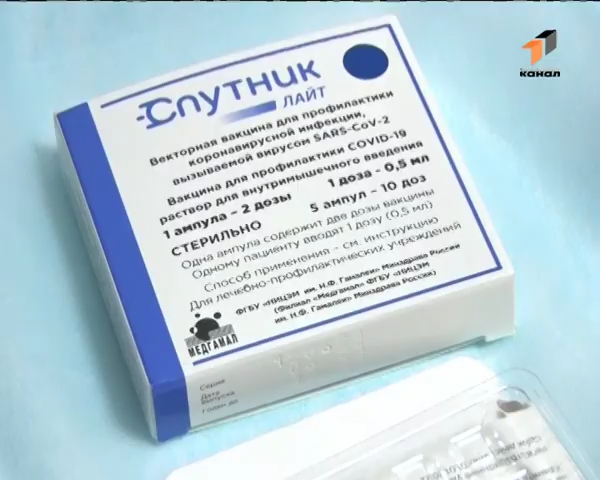 1
канал
Спутник
ЛАЙТ
Векторная вакцина для профилактики
коронавирусной инфекции,
вызываемой вирусом SARS-CoV-2
Вакцина для профилактики COVID-19
раствор для внутримышечного введения
1 ампула – 2 дозы 1 доза - 0,5 мл
5 ампул – 10 доз
СТЕРИЛЬНО
Одна ампула содержит две дозы вакцины
Одному пациенту вводят 1 дозу (0,5 мл)
Способ применения – см. инструкцию
Для лечебно-профилактических учреждений
ФГБУ «НИЦЭМ им. Н.Ф. Гамалеи» Минздрава России
(Филиал «Медгамал» ФГБУ «НИЦЭМ
им. Н.Ф. Гамалеи» Минздрава России)
МЕДГАМАЛ
Серия
Дата
выпуска
Годен до